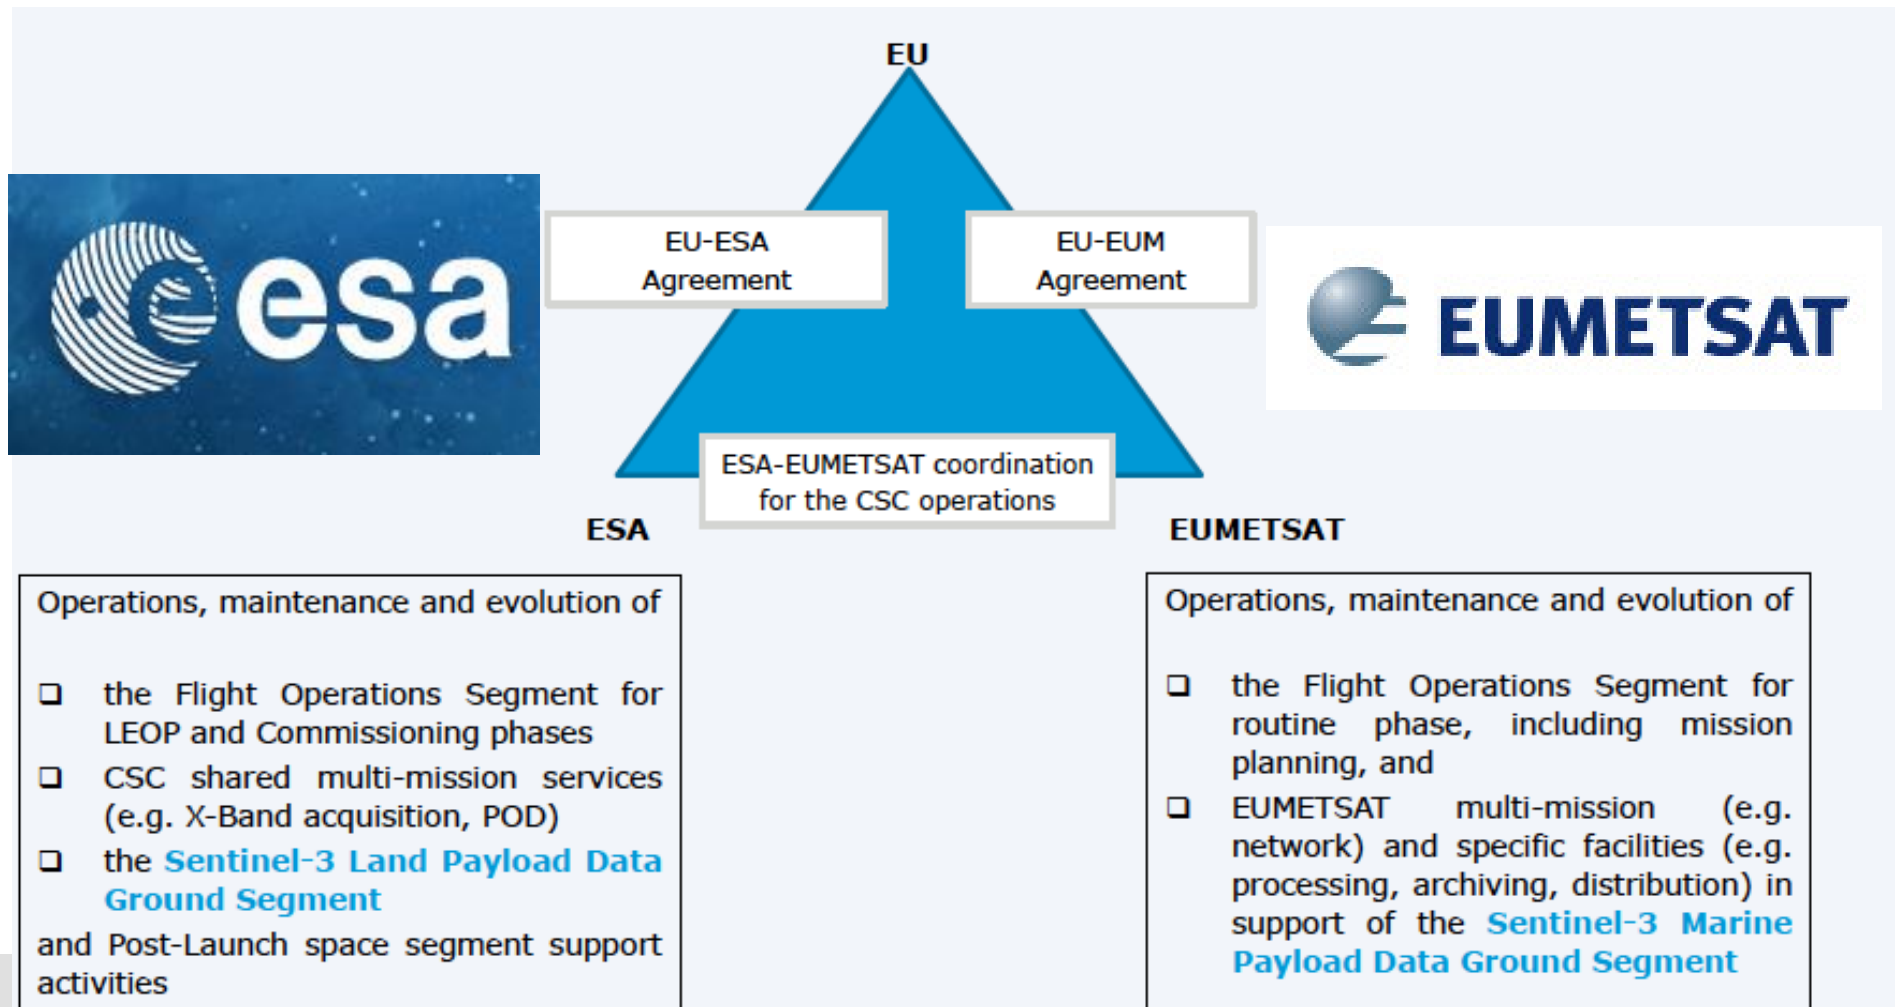 EU
esa
EU-ESA
Agreement
EU-EUM
Agreement
EUMETSAT
ESA-EUMETSAT coordination
for the CSC operations
ESA
EUMETSAT
Operations, maintenance and evolution of
❑ the Flight Operations Segment for
LEOP and Commissioning phases
❑ CSC shared multi-mission services
(e.g. X-Band acquisition, POD)
❑ the Sentinel-3 Land Payload Data
Ground Segment
and Post-Launch space segment support
activities
Operations, maintenance and evolution of
❑ the Flight Operations Segment for
routine phase, including mission
planning, and
❑ EUMETSAT multi-mission (e.g.
network) and specific facilities (e.g.
processing, archiving, distribution) in
support of the Sentinel-3 Marine
Payload Data Ground Segment